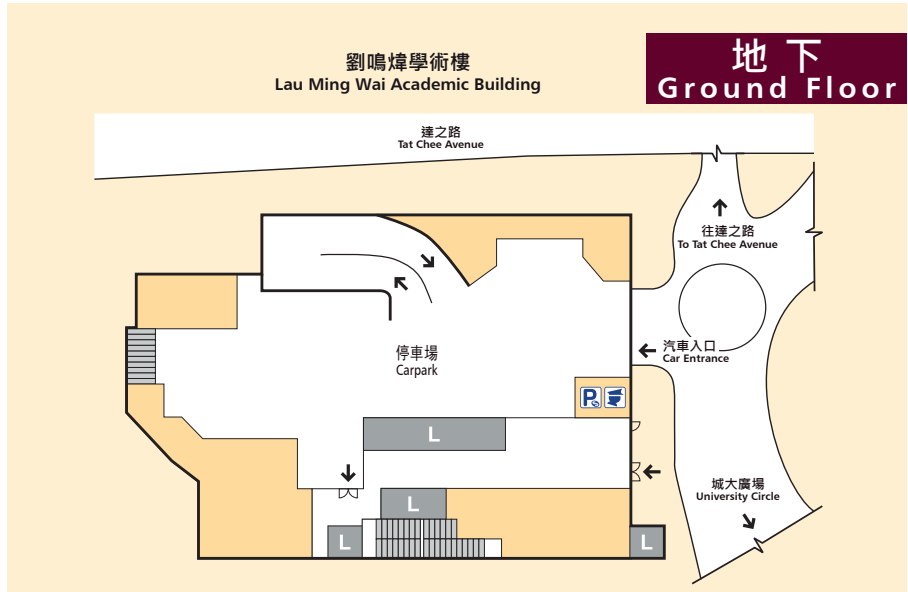 劉鳴煒學術樓
Lau Ming Wai Academic Building
地下
Ground Floor
達之路
Tat Chee Avenue
往達之路
To Tat Chee Avenue
汽車入口
Car Entrance
停車場
Carpark
P
L
L
L
L
城大廣場
University Circle